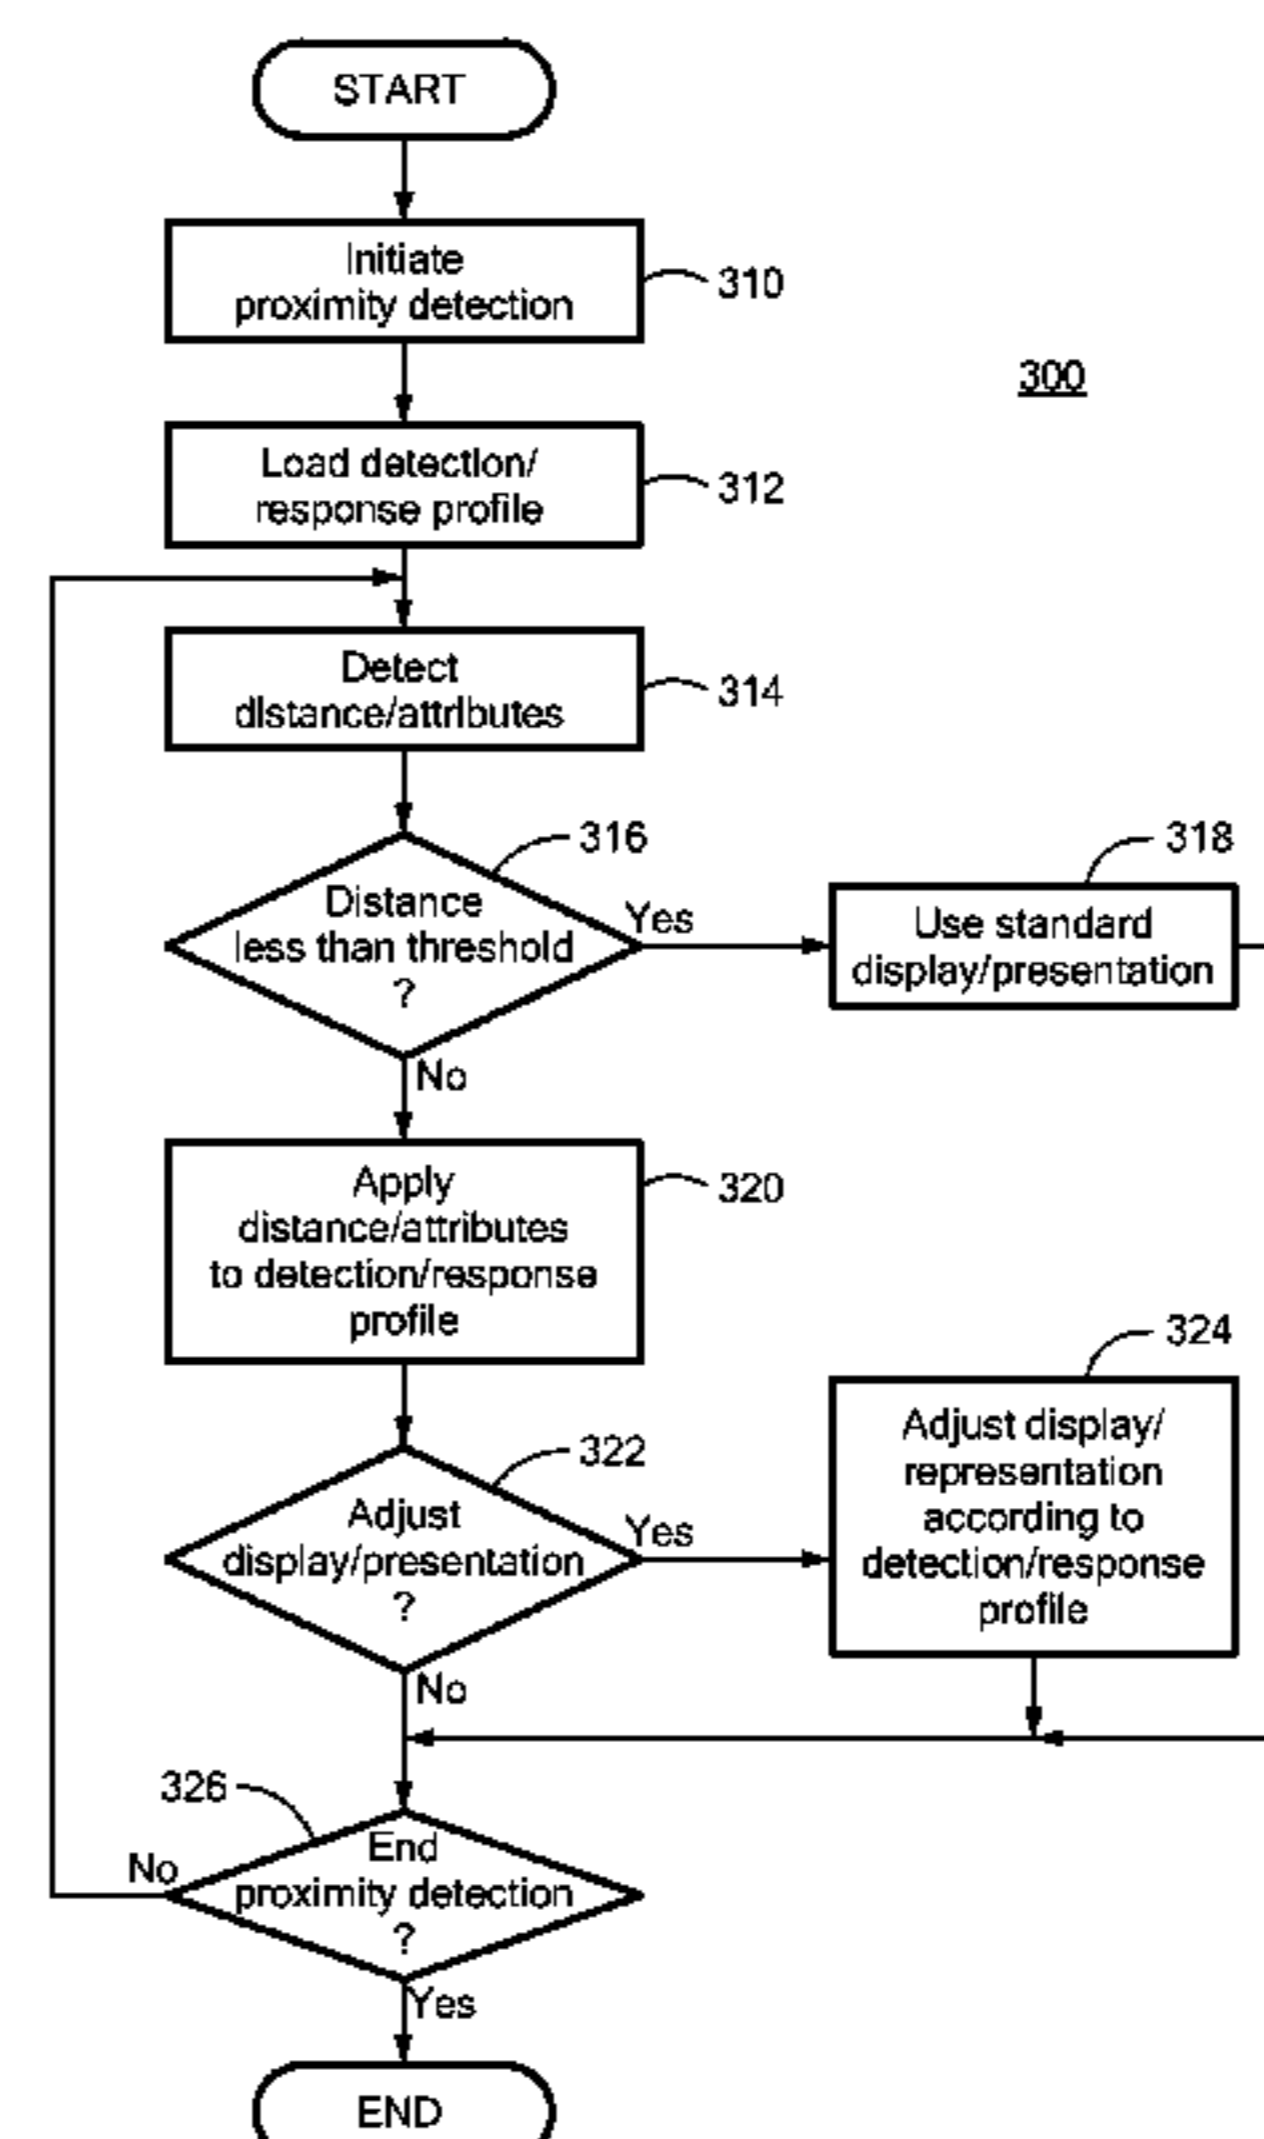 START
Initiate
proximity detection
310
300
Load detection/
response profile
312
Detect
distance/attributes
314
316
Distance
less than threshold
?
Yes
318
Use standard
display/presentation
No
Apply
distance/attributes
to detection/response
profile
320
322
Adjust
display/presentation
?
Yes
324
Adjust display/
representation
according to
detection/response
profile
No
326
End
proximity detection
?
No
Yes
END